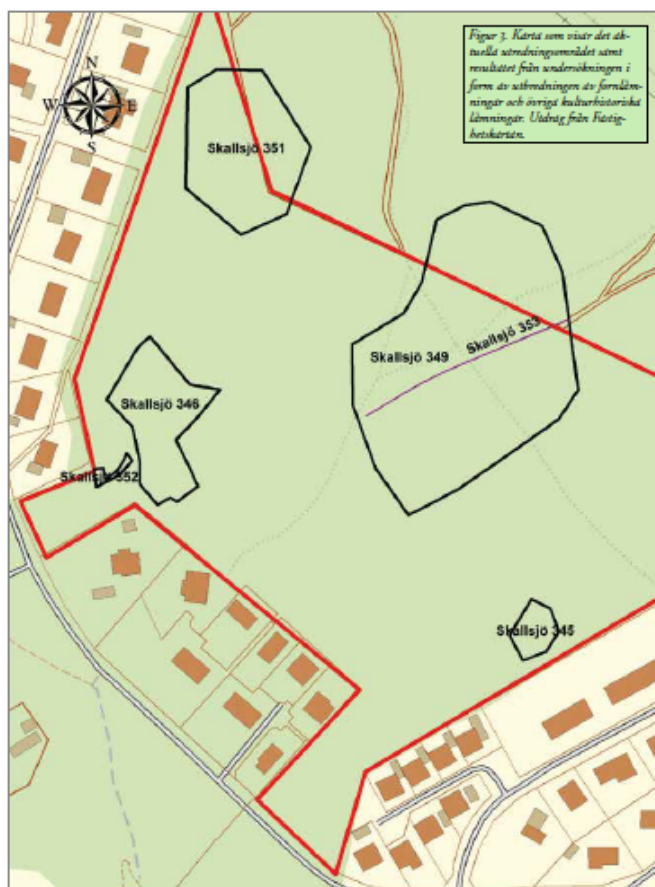 Figur 3. Karta som visar det ak-
tuella utredningsområdet samt
resultatet från undersökningen i
form av utbredningen av fornläm-
ningar och övriga kulturhistoriska
lämningar. Utdrag från Fastig-
hetskartan.
N
W E
S
Skallsjö 351
Skallsjö 353
Skallsjö 349
Skallsjö 346
Skallsjö 352
Skallsjö 345